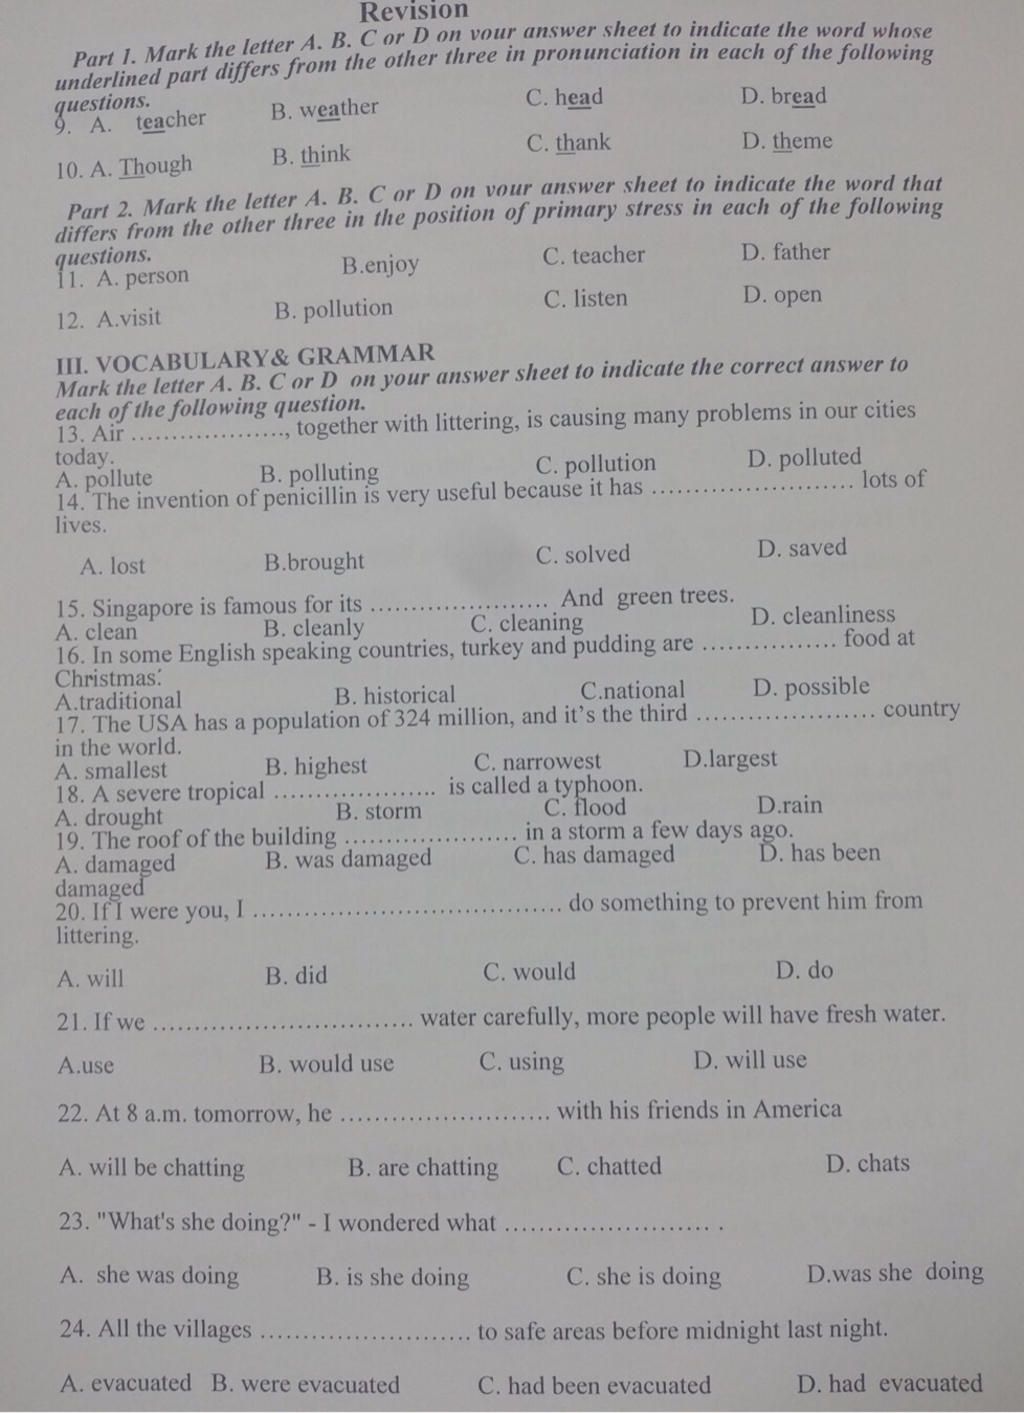 Revision
Part 1. Mark the letter A. B. C or D on your answer sheet to indicate the word whose
underlined part differs from the other three in pronunciation in each of the following
questions.
9. A. teacher B. weather C. head D. bread
10. A. Though B. think C. thank D. theme
Part 2. Mark the letter A. B. C or D on your answer sheet to indicate the word that
differs from the other three in the position of primary stress in each of the following
questions.
11. A. person B.enjoy C. teacher D. father
12. A.visit B. pollution C. listen D. open
III. VOCABULARY& GRAMMAR
Mark the letter A. B. C or D on your answer sheet to indicate the correct answer to
each of the following question.
13. Air ..................., together with littering, is causing many problems in our cities
today.
A. pollute B. polluting C. pollution D. polluted
14. The invention of penicillin is very useful because it has ......................... lots of
lives.
A. lost B.brought C. solved D. saved
15. Singapore is famous for its ...................... And green trees.
A. clean B. cleanly C. cleaning D. cleanliness
16. In some English speaking countries, turkey and pudding are ................ food at
Christmas.
A.traditional B. historical C.national D. possible
17. The USA has a population of 324 million, and it's the third ...................... country
in the world.
A. smallest B. highest C. narrowest D.largest
18. A severe tropical .................... is called a typhoon.
A. drought B. storm C. flood D.rain
19. The roof of the building ..................... in a storm a few days ago.
A. damaged B. was damaged C. has damaged D. has been
damaged
20. If I were you, I ...................................... do something to prevent him from
littering.
A. will B. did C. would D. do
21. If we ................................ water carefully, more people will have fresh water.
A.use B. would use C. using D. will use
22. At 8 a.m. tomorrow, he .......................... with his friends in America
A. will be chatting B. are chatting C. chatted D. chats
23. "What's she doing?" - I wondered what ......................... .
A. she was doing B. is she doing C. she is doing D.was she doing
24. All the villages .......................... to safe areas before midnight last night.
A. evacuated B. were evacuated C. had been evacuated D. had evacuated